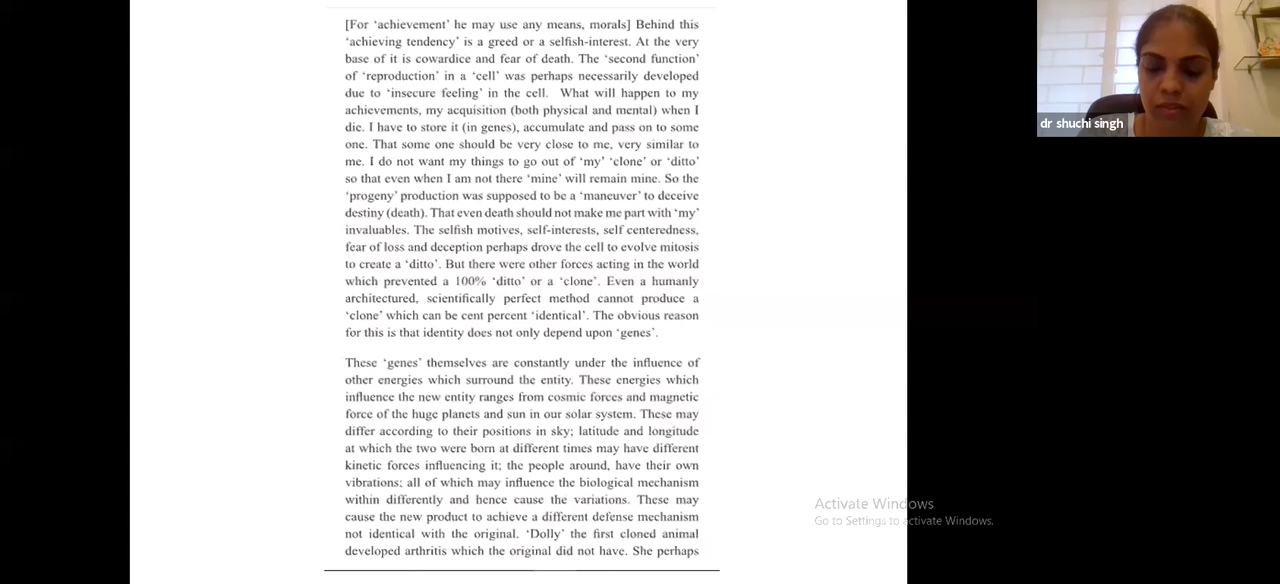 [For ‘achievement’ he may use any means, morals] Behind this
‘achieving tendency’ is a greed or a selfish-interest. At the very
base of it is cowardice and fear of death. The ‘second function’
of ‘reproduction’ in a ‘cell’ was perhaps necessarily developed
due to ‘insecure feeling’ in the cell. What will happen to my
achievements, my acquisition (both physical and mental) when I
die. I have to store it (in genes), accumulate and pass on to some
one. That some one should be very close to me, very similar to
me. I do not want my things to go out of ‘my’ ‘clone’ or ‘ditto’
so that even when I am not there ‘mine’ will remain mine. So the
‘progeny’ production was supposed to be a ‘maneuver’ to deceive
destiny (death). That even death should not make me part with ‘my’
invaluables. The selfish motives, self-interests, self centeredness,
fear of loss and deception perhaps drove the cell to evolve mitosis
to create a ‘ditto’. But there were other forces acting in the world
which prevented a 100% ‘ditto’ or a ‘clone’. Even a humanly
architectured, scientifically perfect method cannot produce a
‘clone’ which can be cent percent ‘identical’. The obvious reason
for this is that identity does not only depend upon ‘genes’.
These ‘genes’ themselves are constantly under the influence of
other energies which surround the entity. These energies which
influence the new entity ranges from cosmic forces and magnetic
force of the huge planets and sun in our solar system. These may
differ according to their positions in sky; latitude and longitude
at which the two were born at different times may have different
kinetic forces influencing it; the people around, have their own
vibrations; all of which may influence the biological mechanism
within differently and hence cause the variations. These may
cause the new product to achieve a different defense mechanism
not identical with the original. ‘Dolly’ the first cloned animal
developed arthritis which the original did not have. She perhaps
dr shuchi singh
Activate Windows
Go to Settings to activate Windows.